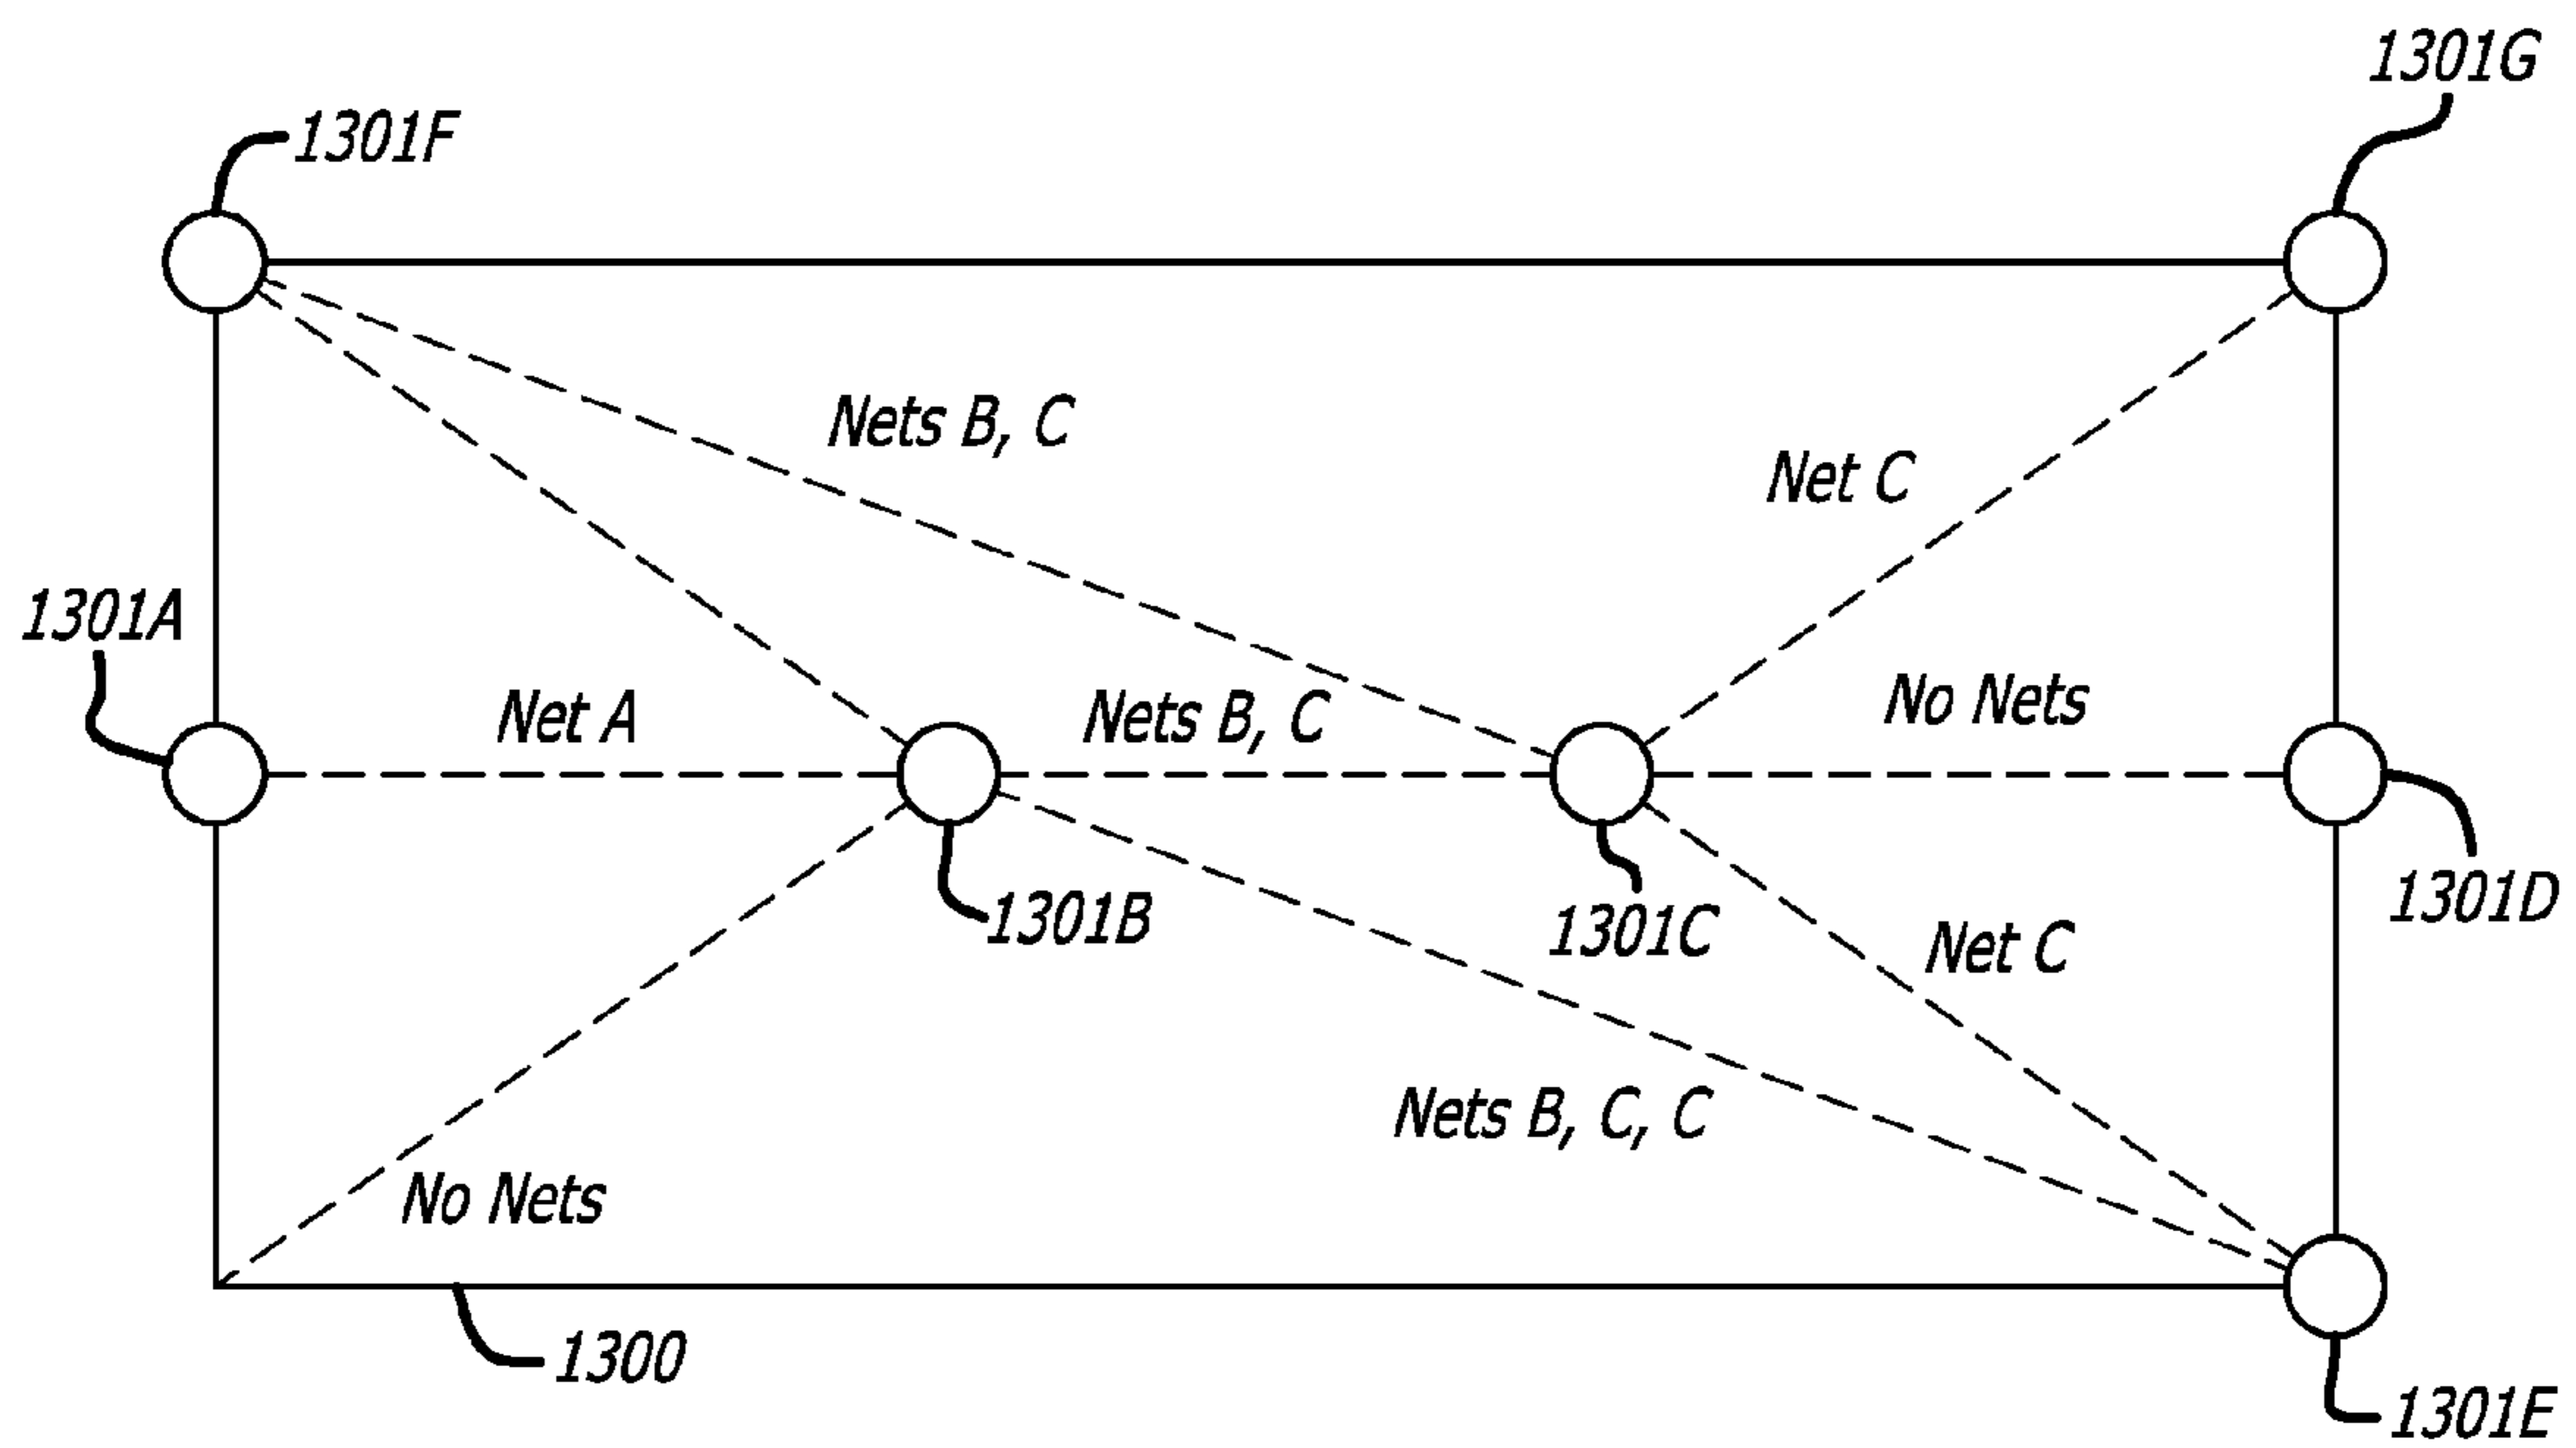 1301G
1301F
Nets B, C
Net C
1301A
No Nets
Net A
Nets B, C
1301D
1301B
1301C
Net C
Nets B, C, C
No Nets
1300
1301E